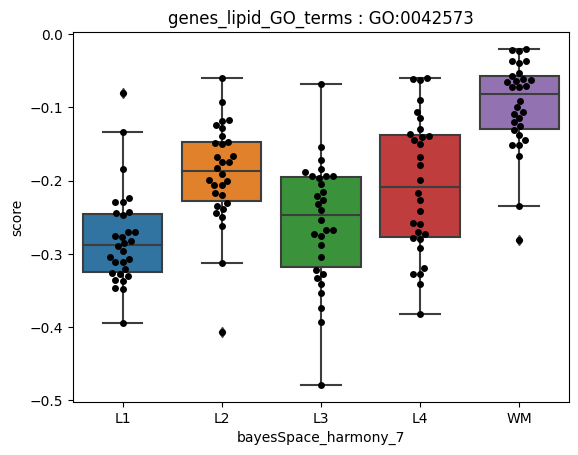 genes_lipid_GO_terms : GO:0042573
score
0.0
−0.1
−0.2
−0.3
−0.4
−0.5
L1 L2 L3 L4 WM
bayesSpace_harmony_7